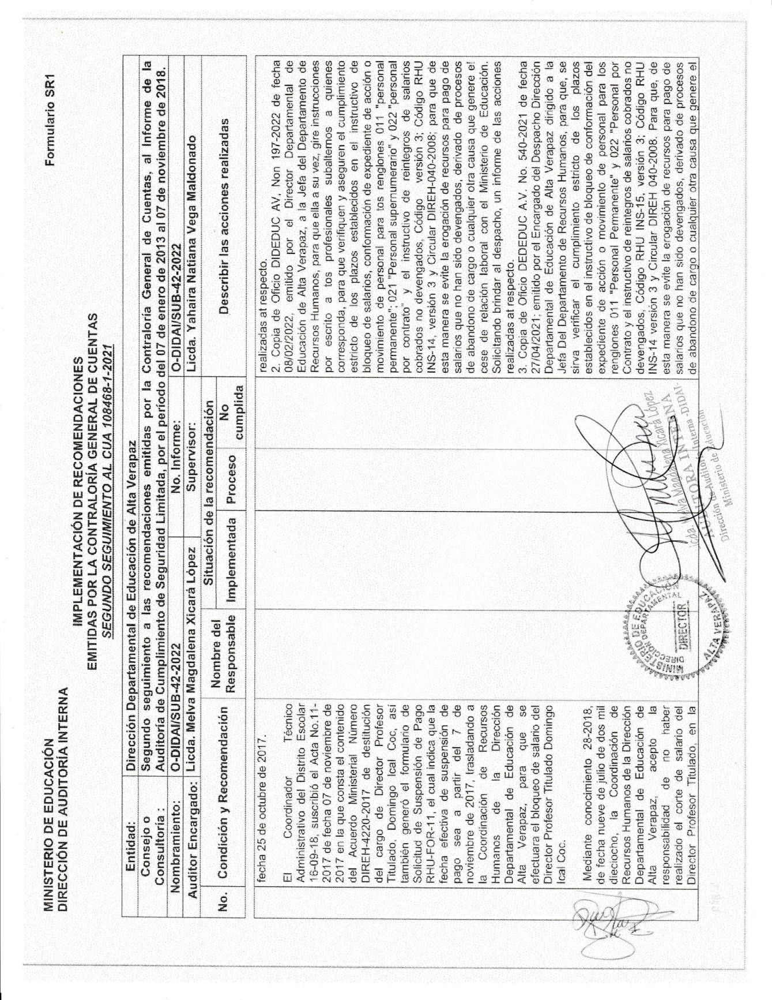 MINISTERIO DE EDUCACIÓN
DIRECCIÓN DE AUDITORÍA INTERNA
Formulario SR1
IMPLEMENTACIÓN DE RECOMENDACIONES
EMITIDAS POR LA CONTRALORÍA GENERAL DE CUENTAS
SEGUNDO SEGUIMIENTO AL CUA 108468-1-2021
Entidad: Dirección Departamental de Educación de Alta Verapaz
Consejo o Consultoría : Segundo seguimiento a las recomendaciones emitidas por la Contraloría General de Cuentas, al Informe de la
Auditoría de Cumplimiento de Seguridad Limitada, por el período del 07 de enero de 2013 al 07 de noviembre de 2018.
Nombramiento: O-DIDAI/SUB-42-2022 No. Informe: O-DIDAI/SUB-42-2022
Auditor Encargado: Licda. Melva Magdalena Xicará López Supervisor: Licda. Yahaira Natiana Vega Maldonado
No. Condición y Recomendación
Nombre del
Responsable
Situación de la recomendación
Implementada Proceso No
cumplida
Describir las acciones realizadas
fecha 25 de octubre de 2017.
El Coordinador Técnico
Administrativo del Distrito Escolar
16-09-18, suscribió el Acta No.11-
2017 de fecha 07 de noviembre de
2017 en la que consta el contenido
del Acuerdo Ministerial Número
DIREH-4220-2017 de destitución
del cargo de Director Profesor
Titulado, Domingo Ical Coc, así
también generó el formulario de
Solicitud de Suspensión de Pago
RHU-FOR-11, el cual indica que la
fecha efectiva de suspensión de
pago sea a partir del 7 de
noviembre de 2017, trasladando a
la Coordinación de Recursos
Humanos de la Dirección
Departamental de Educación de
Alta Verapaz, para que se
efectuara el bloqueo de salario del
Director Profesor Titulado Domingo
Ical Coc.
Mediante conocimiento 28-2018,
de fecha nueve de julio de dos mil
dieciocho, la Coordinación de
Recursos Humanos de la Dirección
Departamental de Educación de
Alta Verapaz, acepto la
responsabilidad de no haber
realizado el corte de salario del
Director Profesor Titulado, en la
realizadas at respecto.
2. Copia de Oficio DIDEDUC AV, Non 197-2022 de fecha
08/02/2022, emitido por el Director Departamental de
Educación de Alta Verapaz, a la Jefa del Departamento de
Recursos Humanos, para que ella a su vez, gire instrucciones
por escrito a tos profesionales subaltemos a quienes
corresponda, para que verifiquen y aseguren el cumplimiento
estricto de los plazos establecidos en el instructivo de
bloqueo de salarios, conformación de expediente de acción o
movimiento de personal para tos renglones 011 "personal
permanente"; 021 "Personal supernumerario" y 022 "personal
por contrato" y el instructivo de reintegros de salarios
cobrados no devengados, Código versión 3; Código RHU
INS-14, versión 3 y Circular DIREH-040-2008; para que de
esta manera se evite la erogación de recursos para pago de
salarios que no han sido devengados, derivado de procesos
de abandono de cargo o cualquier otra causa que genere el
cese de relación laboral con el Ministerio de Educación.
Solicitando brindar al despacho, un informe de las acciones
realizadas at respecto.
3. Copia de Oficio DEDEDUC A.V. No. 540-2021 de fecha
27/04/2021; emitido por el Encargado del Despacho Dirección
Departamental de Educación de Alta Verapaz dirigido a la
Jefa Del Departamento de Recursos Humanos, para que, se
sirva verificar el cumplimiento estricto de los plazos
establecidos en el instructivo de bloqueo de conformación del
expediente de acción o movimiento de personal para los
renglones 011 "Personal Permanente" y 022 "Personal por
Contrato y el instructivo de reintegros de salarios cobrados no
devengados, Código RHU INS-15, versión 3; Código RHU
INS-14 versión 3 y Circular DIREH 040-2008. Para que, de
esta manera se evite la erogación de recursos para pago de
salarios que no han sido devengados, derivado de procesos
de abandono de cargo o cualquier otra causa que genere el
MINISTERIO DE EDUCACIÓN
DIRECCIÓN DEPARTAMENTAL
DIRECTOR
ALTA VERAPAZ
Licda. Melva Magdalena Xicará López
AUDITORA INTERNA
Dirección de Auditoría Interna -DIDAI-
Ministerio de Educación